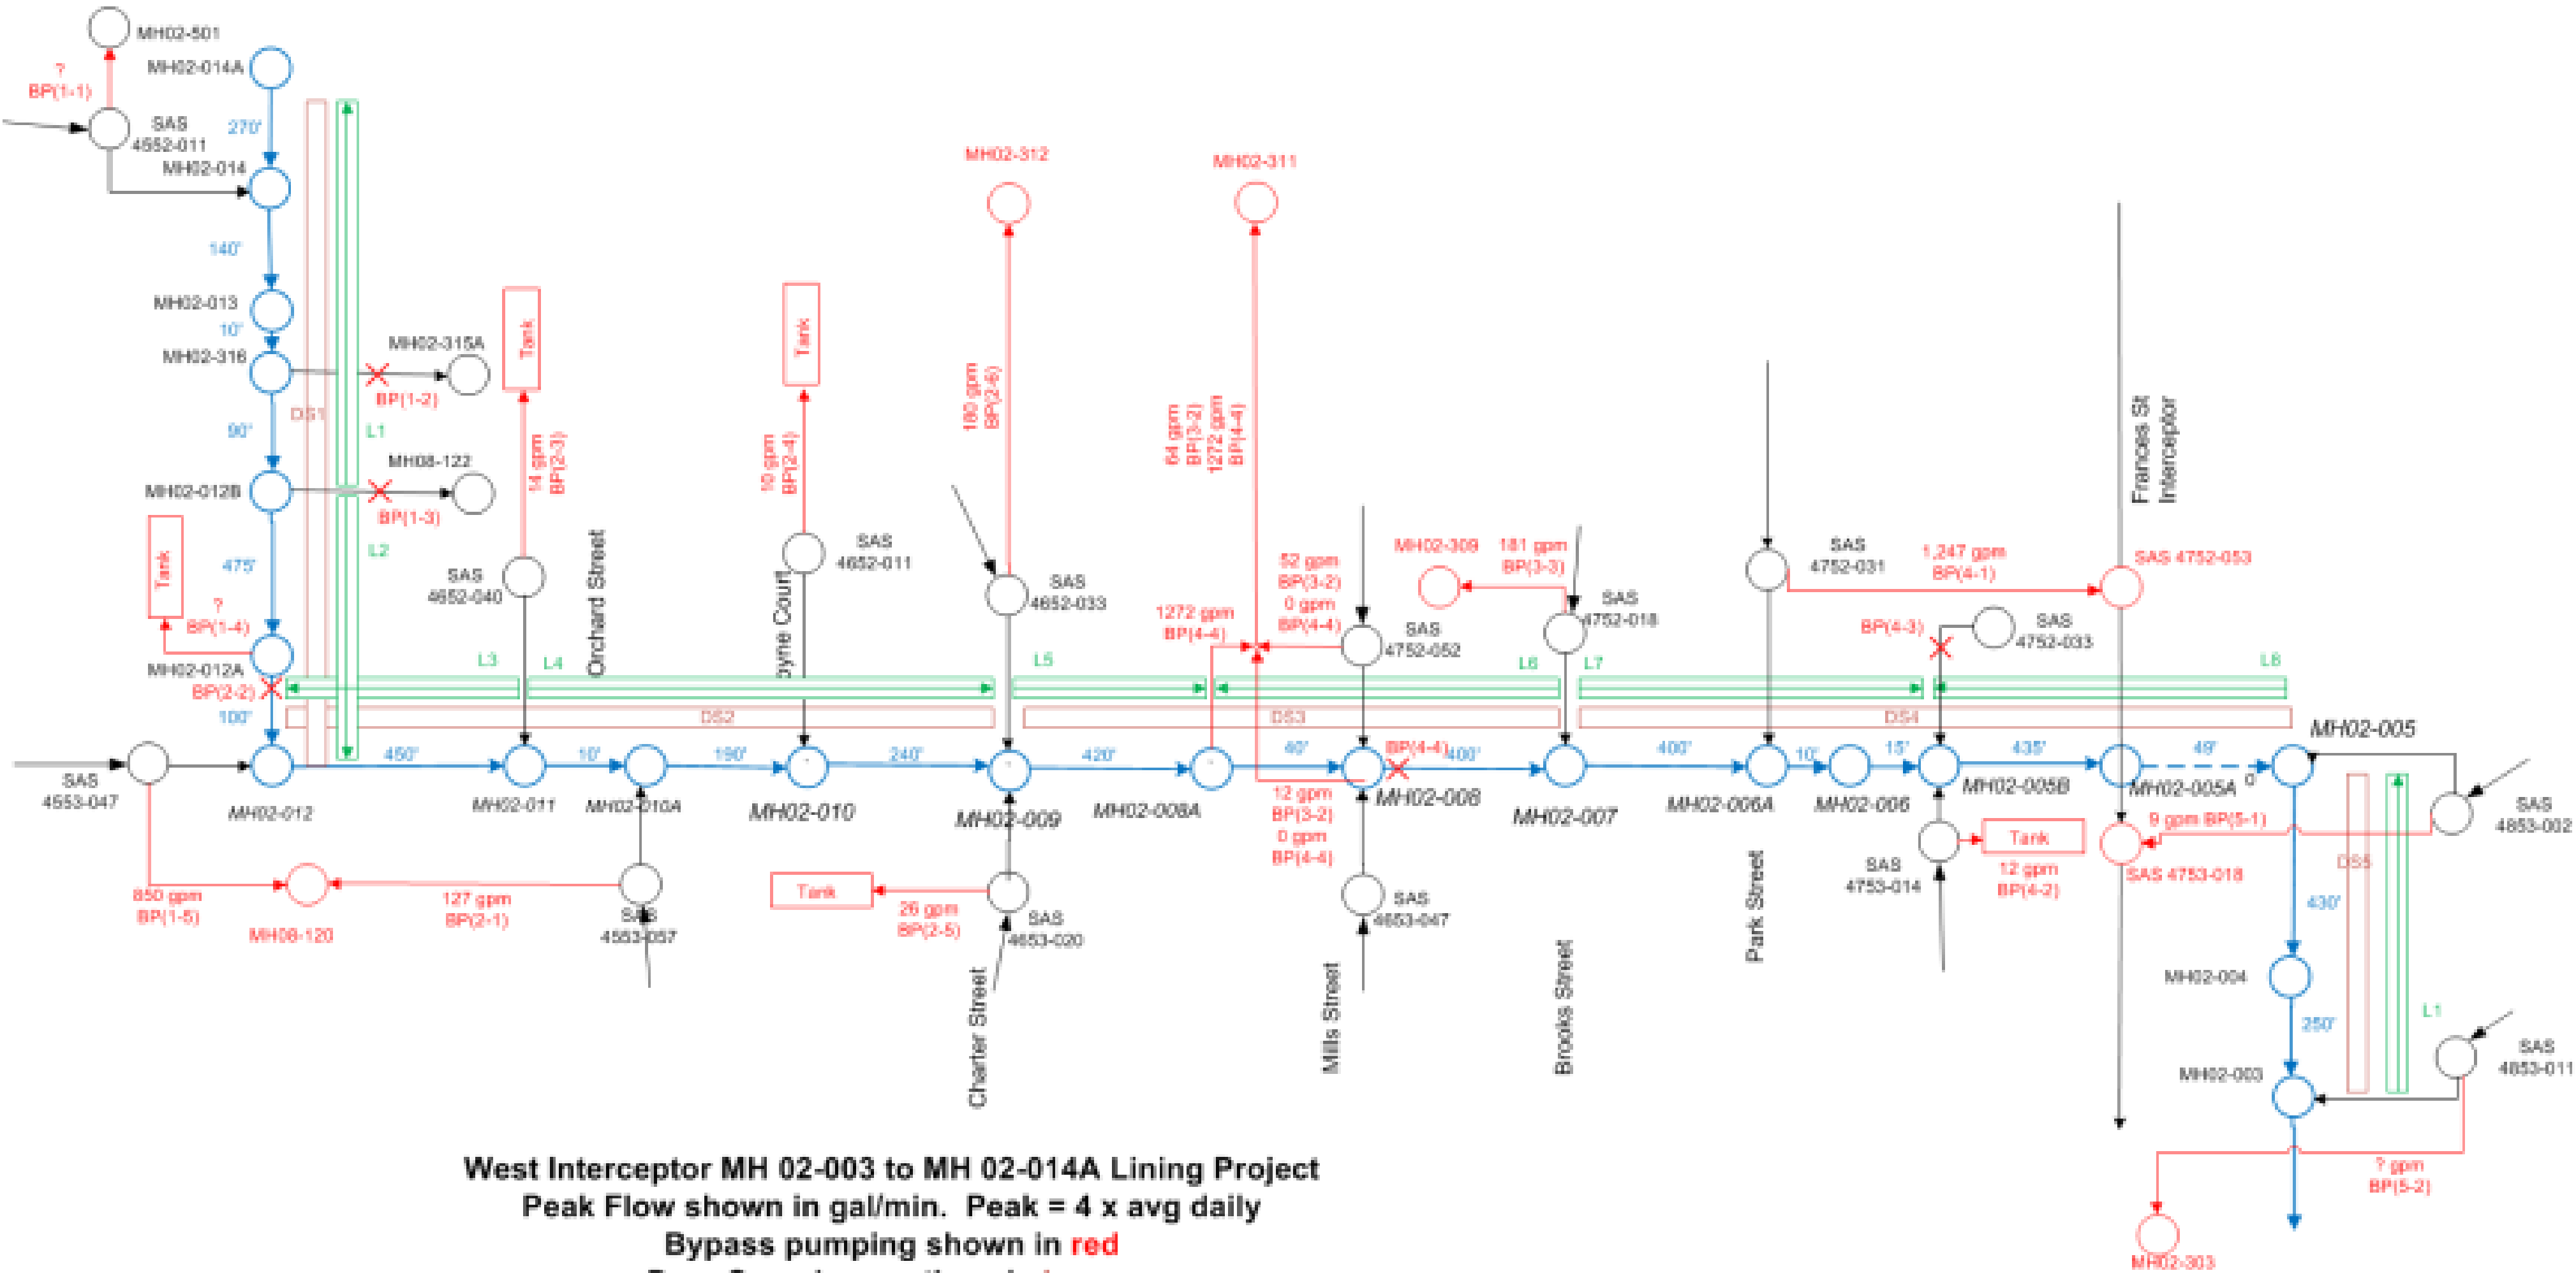 MH02-501
MH02-014A
?
BP(1-1)
SAS
4552-011
270'
MH02-014
140'
MH02-013
10'
MH02-316
MH02-315A
BP(1-2)
DS1
L1
90'
MH08-122
MH02-012B
BP(1-3)
L2
475'
Tank
?
BP(1-4)
MH02-012A
BP(2-2)
100'
SAS
4553-047
MH02-012
850 gpm
BP(1-5)
MH08-120
127 gpm
BP(2-1)
Tank
14 gpm
BP(2-3)
SAS
4652-040
L3
L4
Orchard Street
450'
MH02-011
10'
MH02-010A
SAS
4553-057
190'
Tank
10 gpm
BP(2-4)
SAS
4652-011
oyne Court
DS2
MH02-010
240'
MH02-312
180 gpm
BP(2-6)
SAS
4652-033
L5
MH02-009
Tank
26 gpm
BP(2-5)
SAS
4653-020
Charter Street
420'
MH02-008A
MH02-311
64 gpm
BP(3-2)
1272 gpm
BP(4-4)
1272 gpm
BP(4-4)
52 gpm
BP(3-2)
0 gpm
BP(4-4)
SAS
4752-052
DS3
40'
12 gpm
BP(3-2)
0 gpm
BP(4-4)
BP(4-4)
400'
MH02-008
SAS
4653-047
Mills Street
MH02-309
181 gpm
BP(3-3)
SAS
4752-018
L6
L7
MH02-007
Brooks Street
400'
SAS
4752-031
1,247 gpm
BP(4-1)
SAS 4752-053
Frances St
Interceptor
BP(4-3)
SAS
4752-033
L8
DS4
MH02-006A
10'
MH02-006
15'
MH02-005B
435'
MH02-005A
49'
0
MH02-005
Park Street
SAS
4753-014
Tank
12 gpm
BP(4-2)
9 gpm BP(5-1)
SAS 4753-018
SAS
4853-002
DS5
430'
MH02-004
250'
L1
MH02-003
SAS
4853-011
? gpm
BP(5-2)
MH02-303
West Interceptor MH 02-003 to MH 02-014A Lining Project
Peak Flow shown in gal/min. Peak = 4 x avg daily
Bypass pumping shown in red